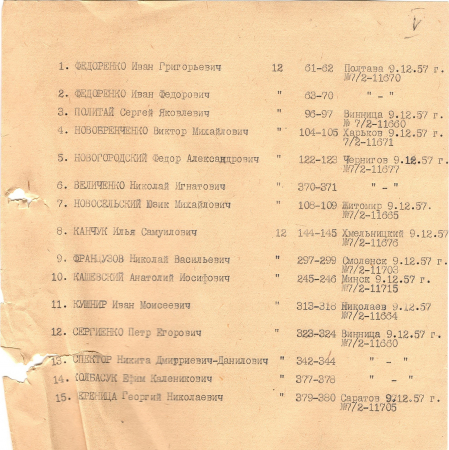 V
1. ФЕДОРЕНКО Иван Григорьевич 12 61-62 Полтава 9.12.57 г.
№7/2-11670
2. ФЕДОРЕНКО Иван Федорович " 63-70 " - "
3. ПОЛИТАЙ Сергей Яковлевич " 96-97 Винница 9.12.57 г.
№ 7/2-11660
4. НОВОБРЕНЧЕНКО Виктор Михайлович " 104-105 Харьков 9.12.57 г.
7/2-11671
5. НОВОГОРОДСКИЙ Федор Александрович " 122-123 Чернигов 9.12.57 г.
№7/2-11677
6. ВЕЛИЧЕНКО Николай Игнатович " 370-371 " - "
7. НОВОСЕЛЬСКИЙ Юзик Михайлович " 108-109 Житомир 9.12.57.
№7/2-11665
8. КАНЧУК Илья Самуилович 12 144-145 Хмельницкий 9.12.57
№7/2-11676
9. ФРАНЦУЗОВ Николай Васильевич " 297-299 Смоленск 9.12.57 г.
№7/2-11703
10. КАШЕВСКИЙ Анатолий Иосифович " 245-246 Минск 9.12.57 г.
№7/2-11715
11. КУШНИР Иван Моисеевич " 313-318 Николаев 9.12.57
№7/2-11664
12. СЕРГИЕНКО Петр Егорович " 323-324 Винница 9.12.57 г.
№7/2-11660
13. СПЕКТОР Никита Дмитриевич-Данилович " 342-344 " - "
14. КОЛБАСУК Ефим Каленикович " 377-378 " - "
15. ЕРЕНИЦА Георгий Николаевич " 379-380 Саратов 9.12.57 г.
№7/2-11705